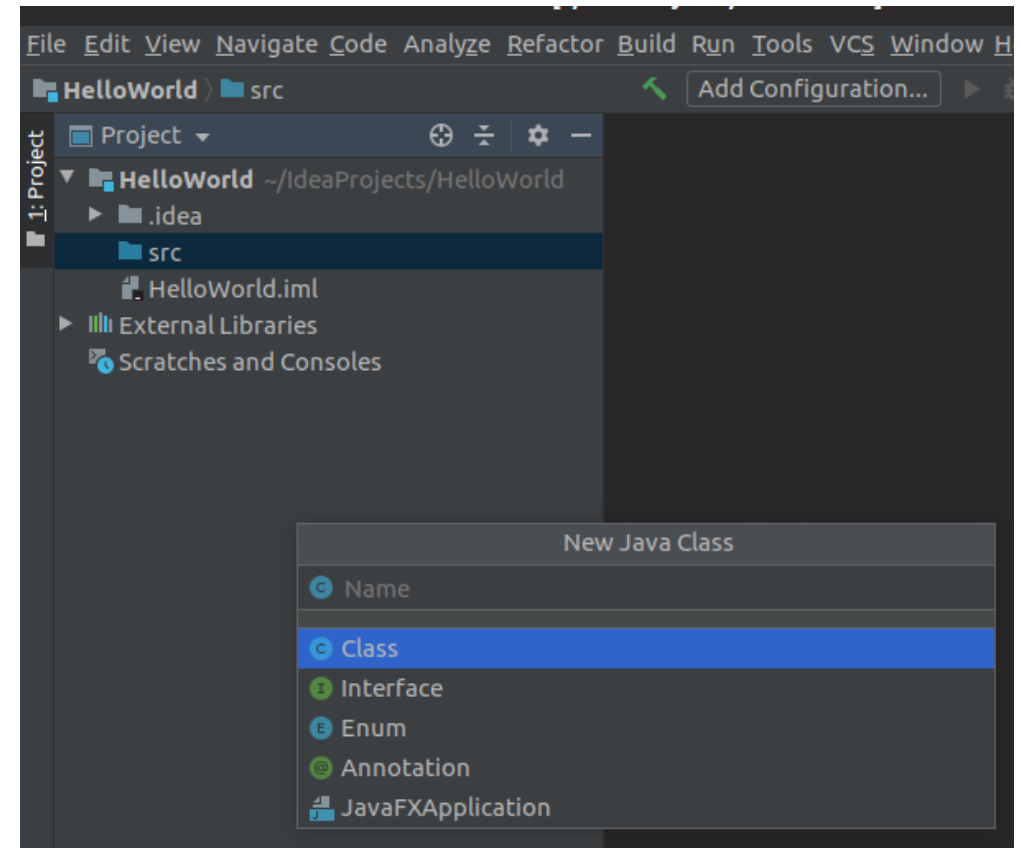 File Edit View Navigate Code Analyze Refactor Build Run Tools VCS Window H
HelloWorld src Add Configuration...
1: Project
Project
HelloWorld ~/IdeaProjects/HelloWorld
.idea
src
HelloWorld.iml
External Libraries
Scratches and Consoles
New Java Class
Name
Class
Interface
Enum
Annotation
JavaFXApplication